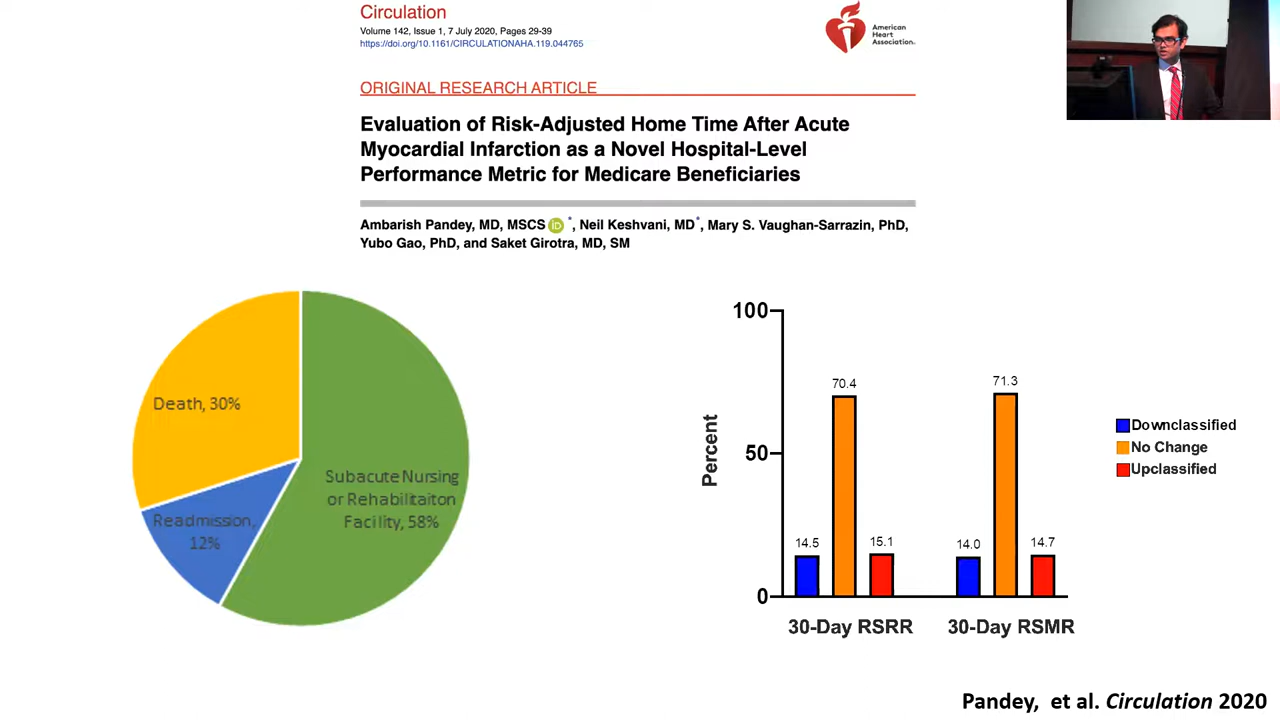 Circulation
Volume 142, Issue 1, 7 July 2020, Pages 29-39
https://doi.org/10.1161/CIRCULATIONAHA.119.044765
American
Heart
Association.
ORIGINAL RESEARCH ARTICLE
Evaluation of Risk-Adjusted Home Time After Acute
Myocardial Infarction as a Novel Hospital-Level
Performance Metric for Medicare Beneficiaries
Ambarish Pandey, MD, MSCS iD *, Neil Keshvani, MD*, Mary S. Vaughan-Sarrazin, PhD,
Yubo Gao, PhD, and Saket Girotra, MD, SM
Death, 30%
Subacute Nursing
or Rehabilitaiton
Facility, 58%
Readmission,
12%
Percent
100
50
0
14.5
70.4
15.1
14.0
71.3
14.7
30-Day RSRR
30-Day RSMR
Downclassified
No Change
Upclassified
Pandey, et al. Circulation 2020